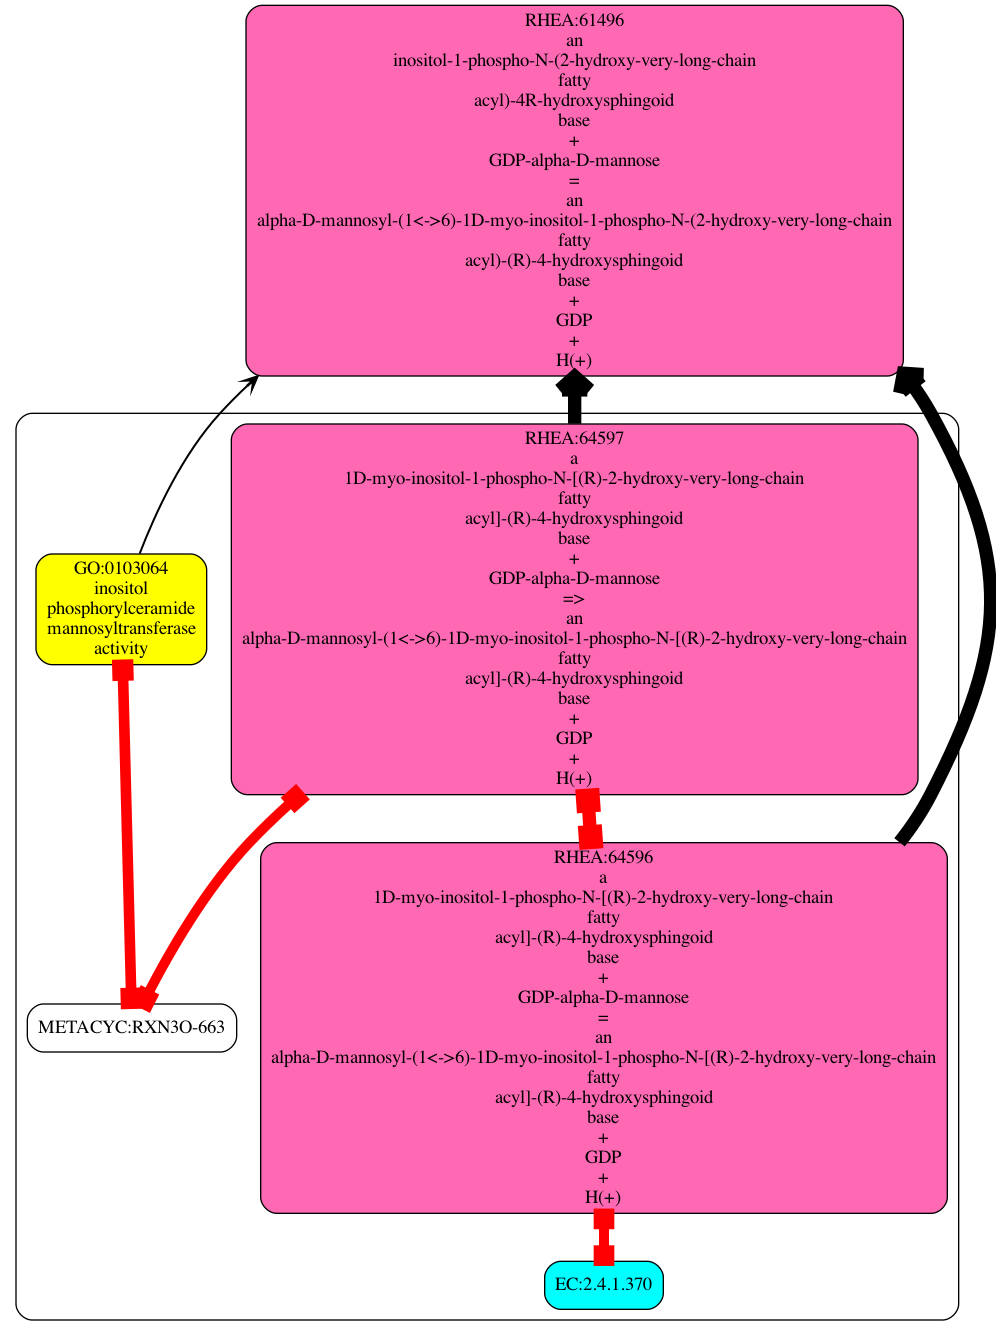 RHEA:61496
an
inositol-1-phospho-N-(2-hydroxy-very-long-chain
fatty
acyl)-4R-hydroxysphingoid
base
+
GDP-alpha-D-mannose
=
an
alpha-D-mannosyl-(1<->6)-1D-myo-inositol-1-phospho-N-(2-hydroxy-very-long-chain
fatty
acyl)-(R)-4-hydroxysphingoid
base
+
GDP
+
H(+)
RHEA:64597
a
1D-myo-inositol-1-phospho-N-[(R)-2-hydroxy-very-long-chain
fatty
acyl]-(R)-4-hydroxysphingoid
base
+
GDP-alpha-D-mannose
=>
an
alpha-D-mannosyl-(1<->6)-1D-myo-inositol-1-phospho-N-[(R)-2-hydroxy-very-long-chain
fatty
acyl]-(R)-4-hydroxysphingoid
base
+
GDP
+
H(+)
GO:0103064
inositol
phosphorylceramide
mannosyltransferase
activity
RHEA:64596
a
1D-myo-inositol-1-phospho-N-[(R)-2-hydroxy-very-long-chain
fatty
acyl]-(R)-4-hydroxysphingoid
base
+
GDP-alpha-D-mannose
=
an
alpha-D-mannosyl-(1<->6)-1D-myo-inositol-1-phospho-N-[(R)-2-hydroxy-very-long-chain
fatty
acyl]-(R)-4-hydroxysphingoid
base
+
GDP
+
H(+)
METACYC:RXN3O-663
EC:2.4.1.370